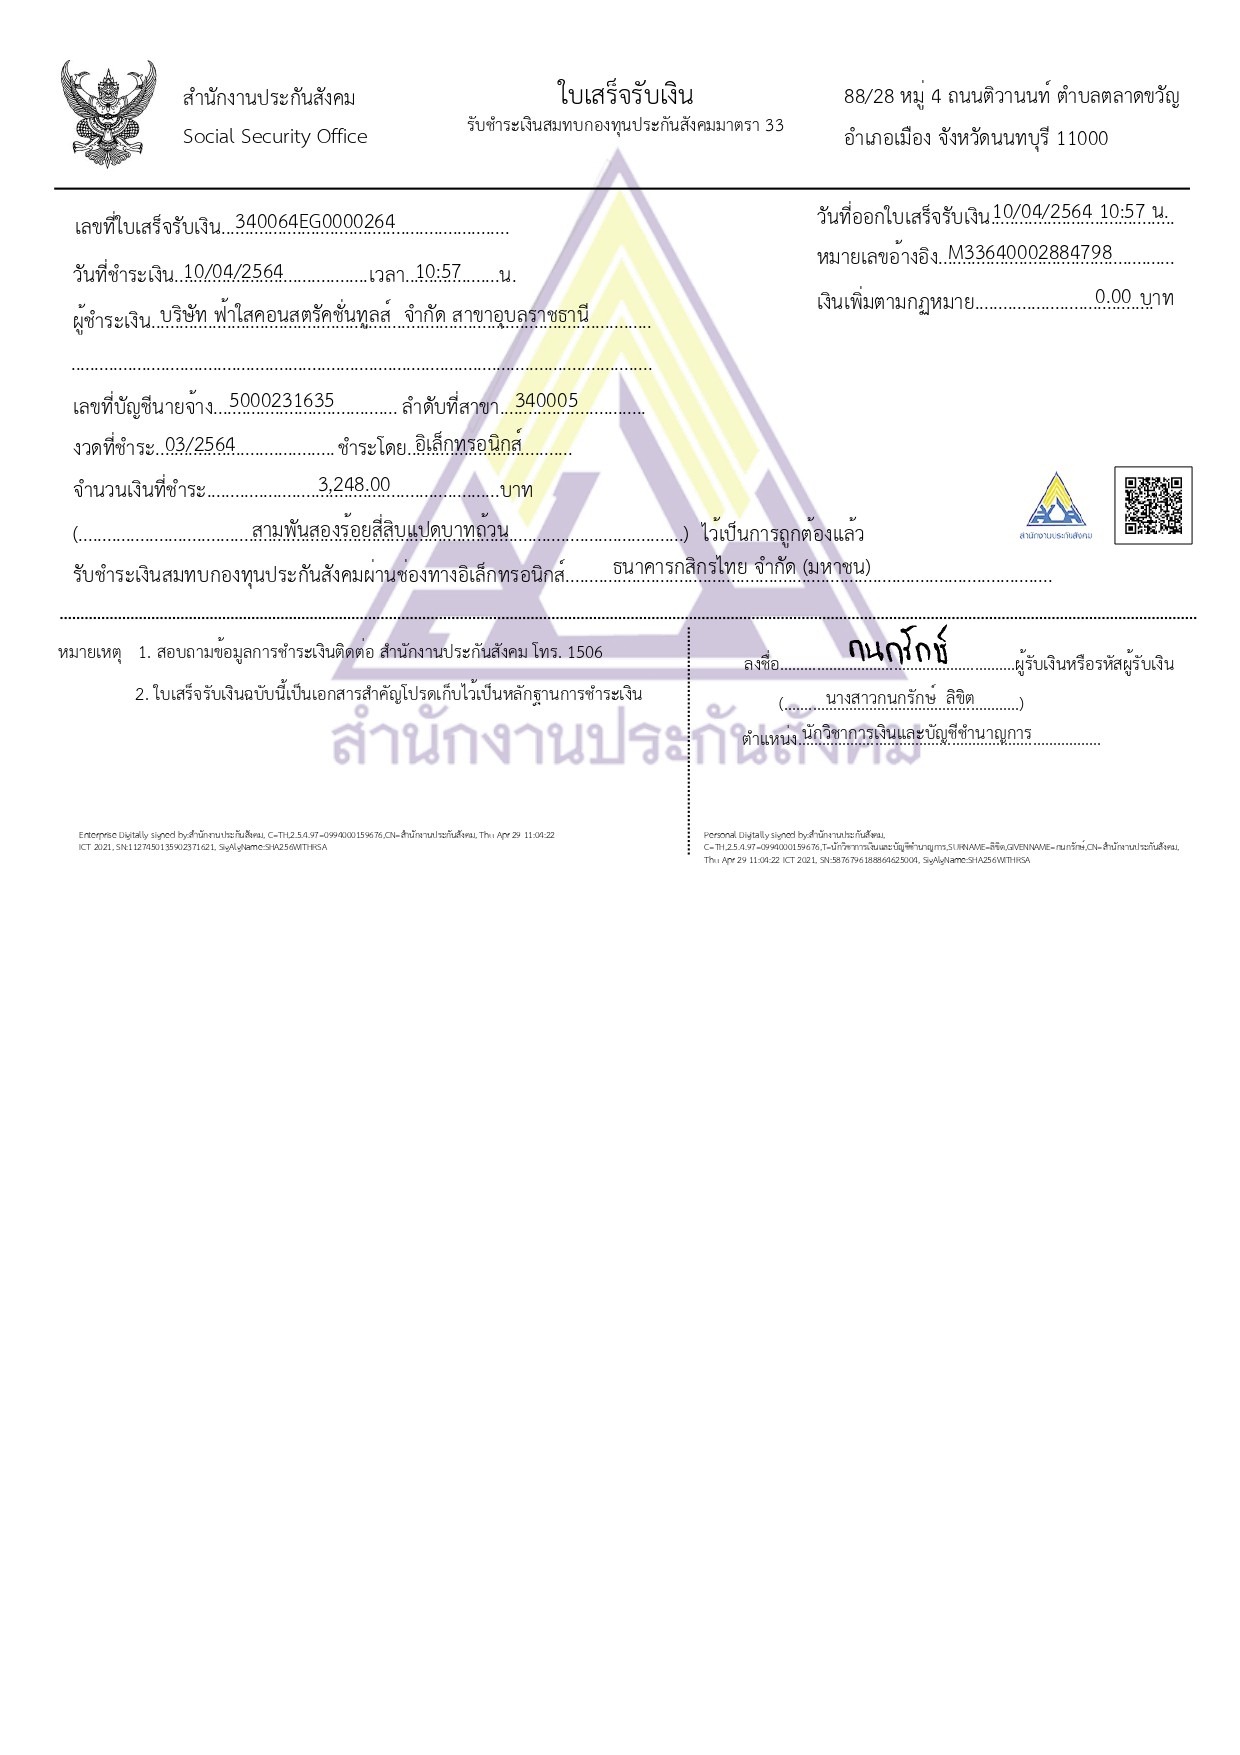 สำนักงานประกันสังคม
Social Security Office
ใบเสร็จรับเงิน
รับชำระเงินสมทบกองทุนประกันสังคมมาตรา 33
88/28 หมู่ 4 ถนนติวานนท์ ตำบลตลาดขวัญ
อำเภอเมือง จังหวัดนนทบุรี 11000
เลขที่ใบเสร็จรับเงิน 340064EG0000264
วันที่ออกใบเสร็จรับเงิน 10/04/2564 10:57 น.
วันที่ชำระเงิน 10/04/2564 เวลา 10:57 น.
หมายเลขอ้างอิง M33640002884798
ผู้ชำระเงิน บริษัท ฟ้าใสคอนสตรัคชั่นทูลส์ จำกัด สาขาอุบลราชธานี
เงินเพิ่มตามกฏหมาย 0.00 บาท
เลขที่บัญชีนายจ้าง 5000231635 ลำดับที่สาขา 340005
งวดที่ชำระ 03/2564 ชำระโดย อิเล็กทรอนิกส์
จำนวนเงินที่ชำระ 3,248.00 บาท
(สามพันสองร้อยสี่สิบแปดบาทถ้วน) ไว้เป็นการถูกต้องแล้ว
สำนักงานประกันสังคม
รับชำระเงินสมทบกองทุนประกันสังคมผ่านช่องทางอิเล็กทรอนิกส์ ธนาคารกสิกรไทย จำกัด (มหาชน)
หมายเหตุ 1. สอบถามข้อมูลการชำระเงินติดต่อ สำนักงานประกันสังคม โทร. 1506
2. ใบเสร็จรับเงินฉบับนี้เป็นเอกสารสำคัญโปรดเก็บไว้เป็นหลักฐานการชำระเงิน
ลงชื่อ กนกรักษ์ ผู้รับเงินหรือรหัสผู้รับเงิน
(นางสาวกนกรักษ์ ลิขิต)
ตำแหน่ง นักวิชาการเงินและบัญชีชำนาญการ
สำนักงานประกันสังคม
Enterprise Digitally signed by:สำนักงานประกันสังคม, C=TH,2.5.4.97=0994000159676,CN=สำนักงานประกันสังคม, Thu Apr 29 11:04:22
ICT 2021, SN:1127450135902371621, SigAlgName:SHA256WITHRSA
Personal Digitally signed by:สำนักงานประกันสังคม,
C=TH,2.5.4.97=0994000159676,T=นักวิชาการเงินและบัญชีชำนาญการ,SURNAME=ลิขิต,GIVENNAME=กนกรักษ์,CN=สำนักงานประกันสังคม,
Thu Apr 29 11:04:22 ICT 2021, SN:5876796188864625004, SigAlgName:SHA256WITHRSA